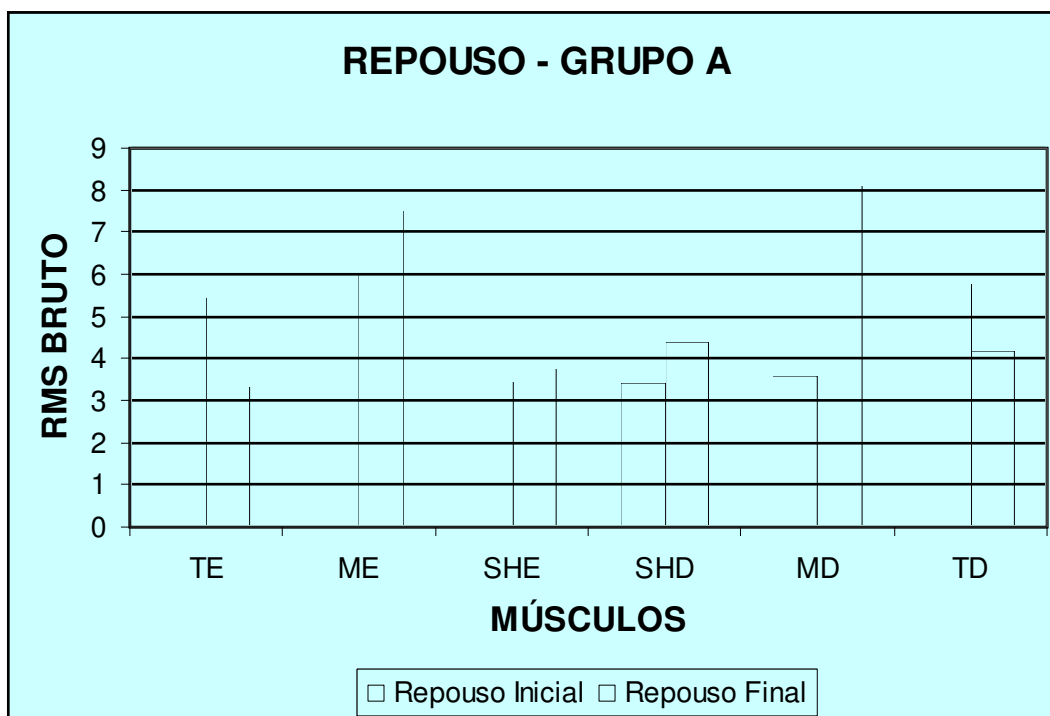 REPOUSO - GRUPO A
9
8
7
6
5
4
3
2
1
0
RMS BRUTO
TE ME SHE SHD MD TD
MÚSCULOS
Repouso Inicial Repouso Final